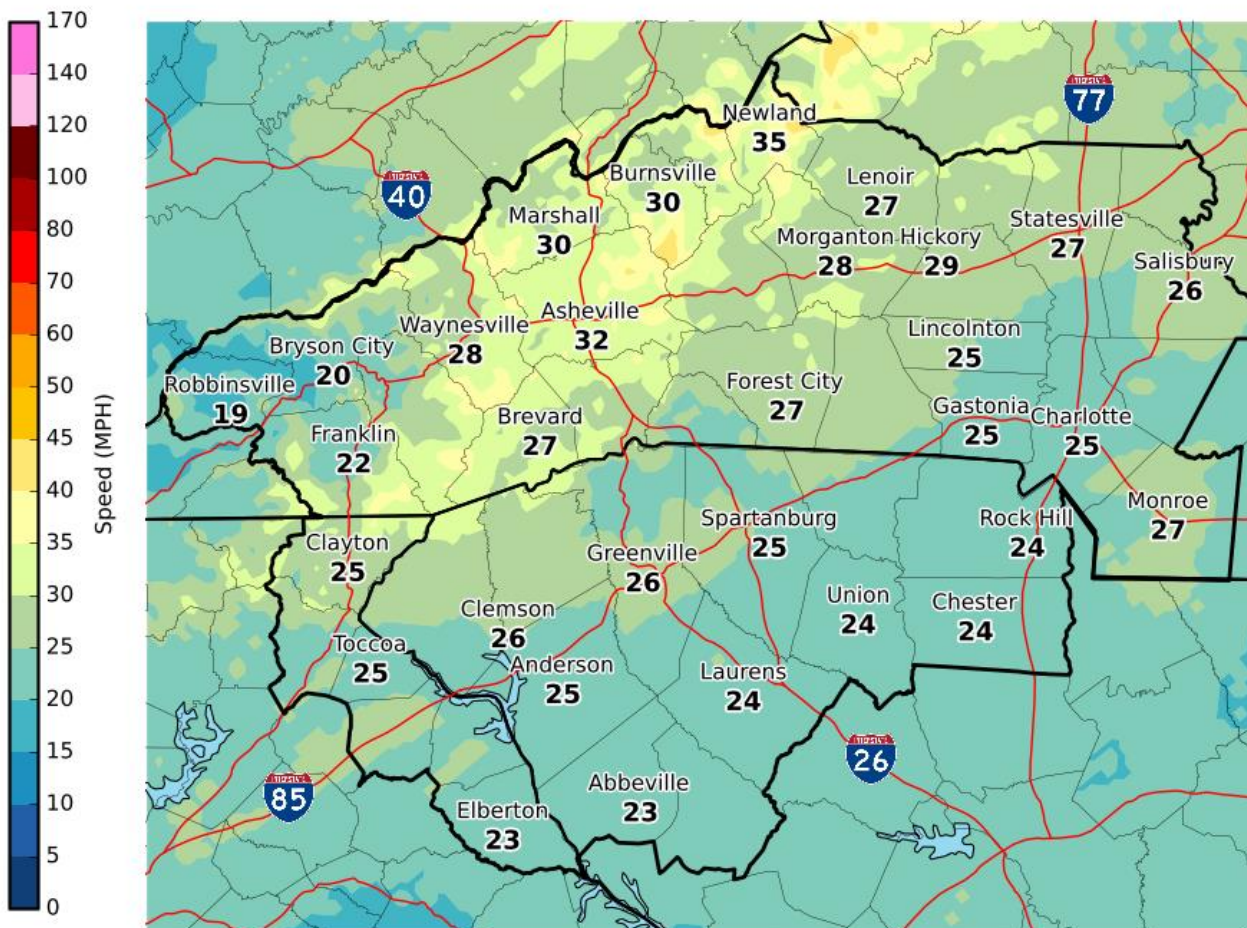 170
140
120
100
80
70
60
50
45
40
35
30
25
20
15
10
5
0
Speed (MPH)
77
Newland
35
40
Burnsville
30
Lenoir
27
Marshall
30
Statesville
27
Morganton Hickory
28 29
Salisbury
26
Asheville
32
Waynesville
28
Lincolnton
25
Bryson City
20
Robbinsville
19
Forest City
27
Brevard
27
Gastonia
25
Charlotte
25
Franklin
22
Monroe
27
Spartanburg
25
Rock Hill
24
Clayton
25
Greenville
26
Union
24
Chester
24
Clemson
26
Toccoa
25
Anderson
25
Laurens
24
26
85
Abbeville
23
Elberton
23